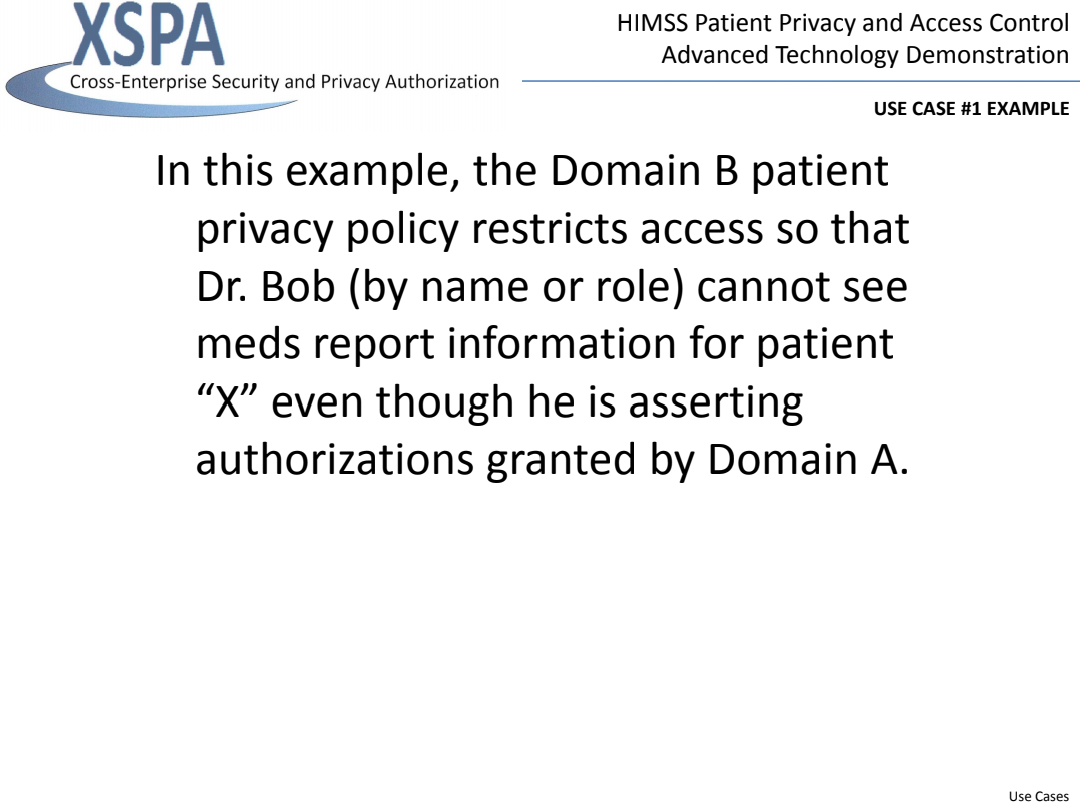 XSPA
Cross-Enterprise Security and Privacy Authorization
HIMSS Patient Privacy and Access Control
Advanced Technology Demonstration
USE CASE #1 EXAMPLE
In this example, the Domain B patient
privacy policy restricts access so that
Dr. Bob (by name or role) cannot see
meds report information for patient
“X” even though he is asserting
authorizations granted by Domain A.
Use Cases